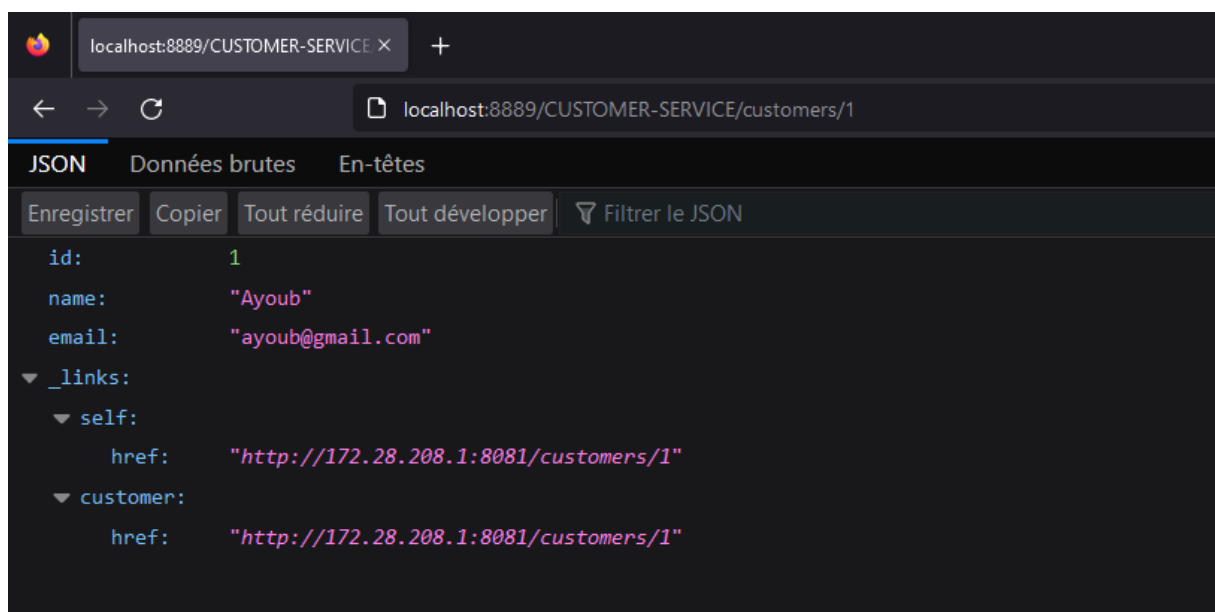 localhost:8889/CUSTOMER-SERVICE
localhost:8889/CUSTOMER-SERVICE/customers/1
JSON Données brutes En-têtes
Enregistrer Copier Tout réduire Tout développer Filtrer le JSON
id: 1
name: "Ayoub"
email: "ayoub@gmail.com"
_links:
self:
href: "http://172.28.208.1:8081/customers/1"
customer:
href: "http://172.28.208.1:8081/customers/1"